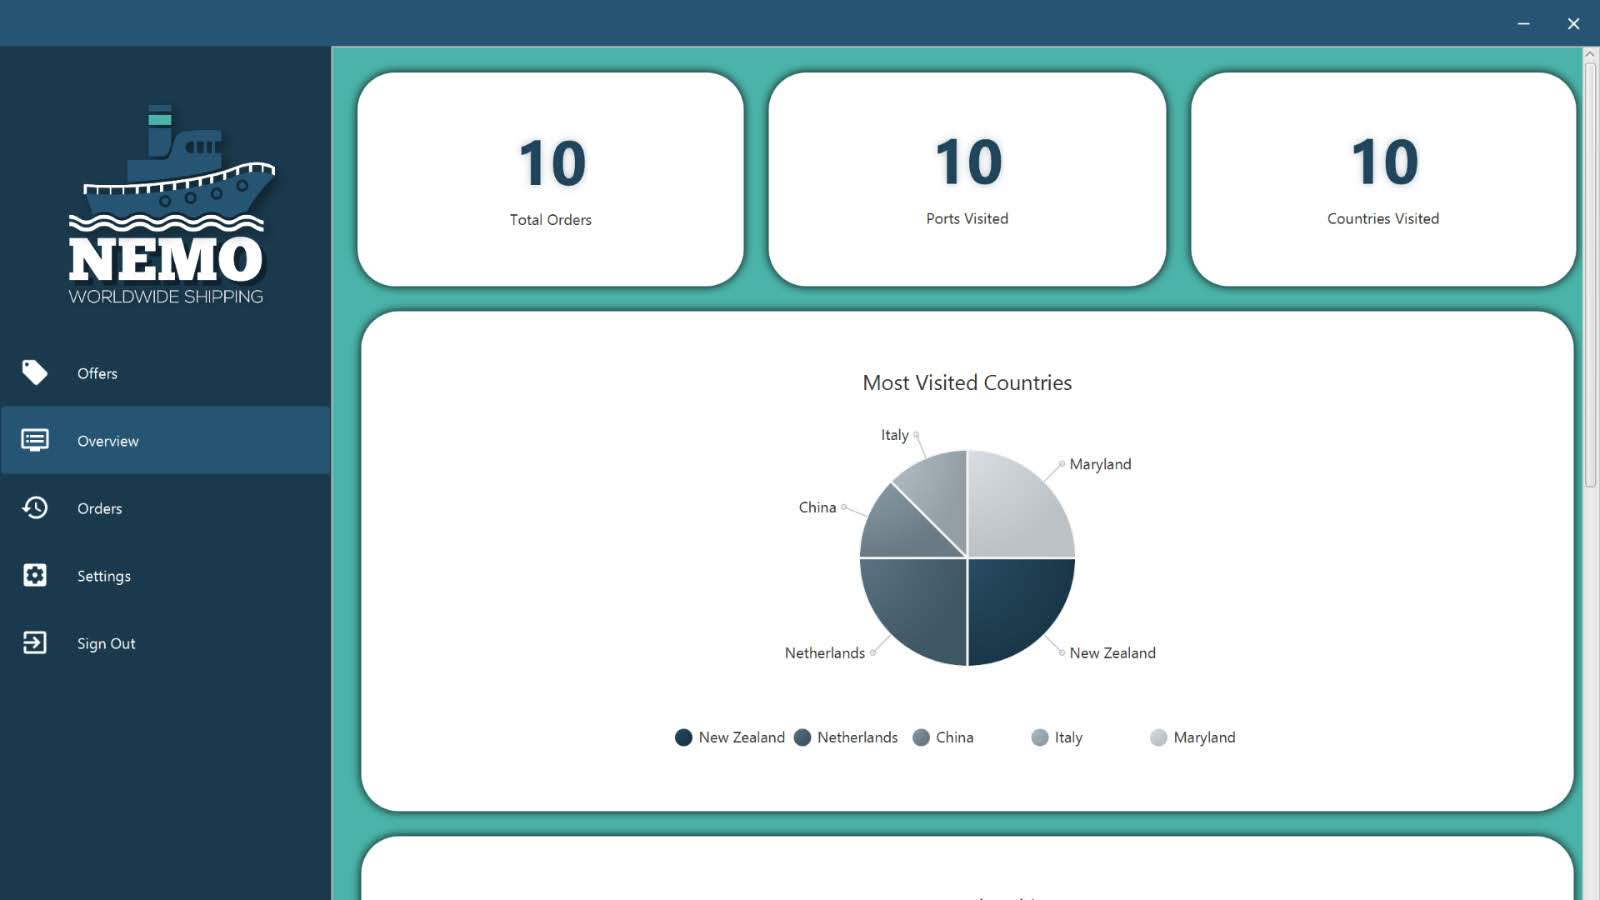 NEMO
WORLDWIDE SHIPPING
Offers
Overview
Orders
Settings
Sign Out
10
Total Orders
10
Ports Visited
10
Countries Visited
Most Visited Countries
Italy
Maryland
China
Netherlands
New Zealand
New Zealand Netherlands China Italy Maryland